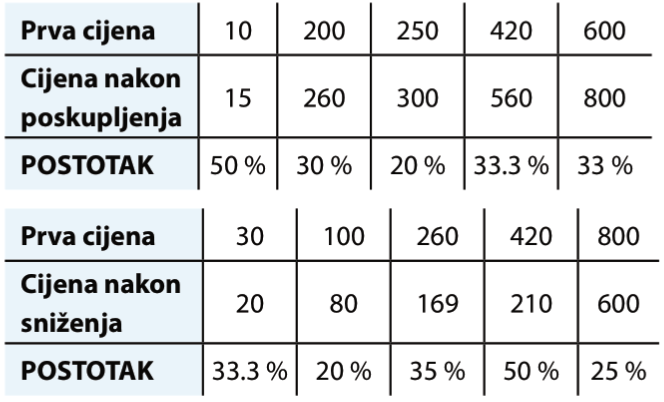 Prva cijena 10 200 250 420 600
Cijena nakon
poskupljenja 15 260 300 560 800
POSTOTAK 50 % 30 % 20 % 33.3 % 33 %
Prva cijena 30 100 260 420 800
Cijena nakon
sniženja 20 80 169 210 600
POSTOTAK 33.3 % 20 % 35 % 50 % 25 %